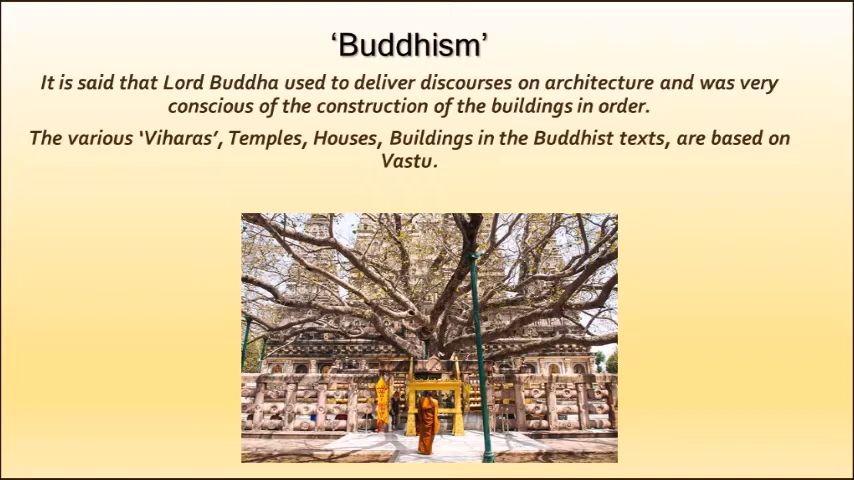 ‘Buddhism’
It is said that Lord Buddha used to deliver discourses on architecture and was very
conscious of the construction of the buildings in order.
The various ‘Viharas’, Temples, Houses, Buildings in the Buddhist texts, are based on
Vastu.